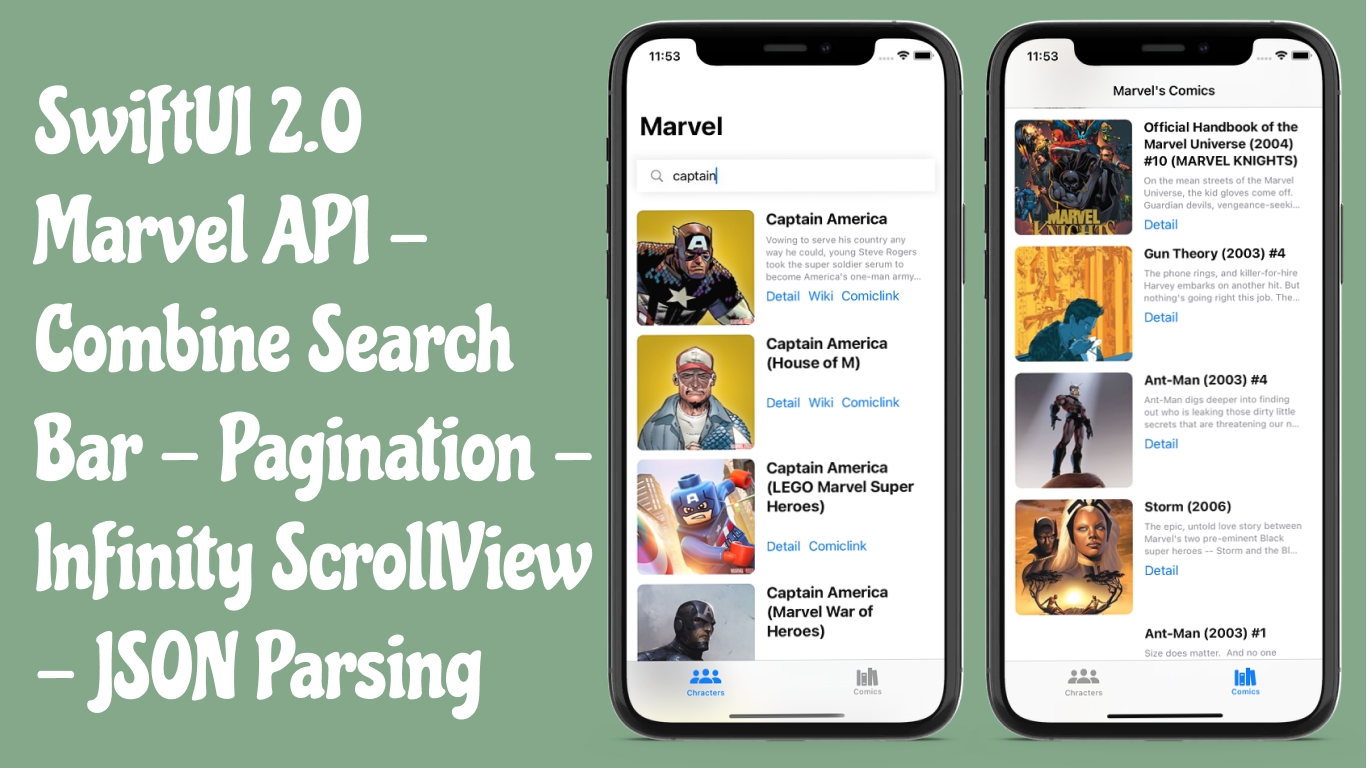 SwiftUI 2.0
Marvel API -
Combine Search
Bar - Pagination -
Infinity ScrollView
- JSON Parsing
11:53
Marvel
captain
Captain America
Vowing to serve his country any
way he could, young Steve Rogers
took the super soldier serum to
become America's one-man army...
Detail Wiki Comiclink
Captain America
(House of M)
Detail Wiki Comiclink
Captain America
(LEGO Marvel Super
Heroes)
Detail Comiclink
Captain America
(Marvel War of
Heroes)
Chracters
Comics
11:53
Marvel's Comics
MARVEL
KNIGHTS
Official Handbook of the
Marvel Universe (2004)
#10 (MARVEL KNIGHTS)
On the mean streets of the Marvel
Universe, the kid gloves come off.
Guardian devils, vengeance-seeki...
Detail
Gun Theory (2003) #4
The phone rings, and killer-for-hire
Harvey embarks on another hit. But
nothing's going right this job. The...
Detail
Ant-Man (2003) #4
Ant-Man digs deeper into finding
out who is leaking those dirty little
secrets that are threatening our n...
Detail
Storm (2006)
The epic, untold love story between
Marvel's two pre-eminent Black
super heroes -- Storm and the Bl...
Detail
Ant-Man (2003) #1
Size does matter. And no one
Chracters
Comics